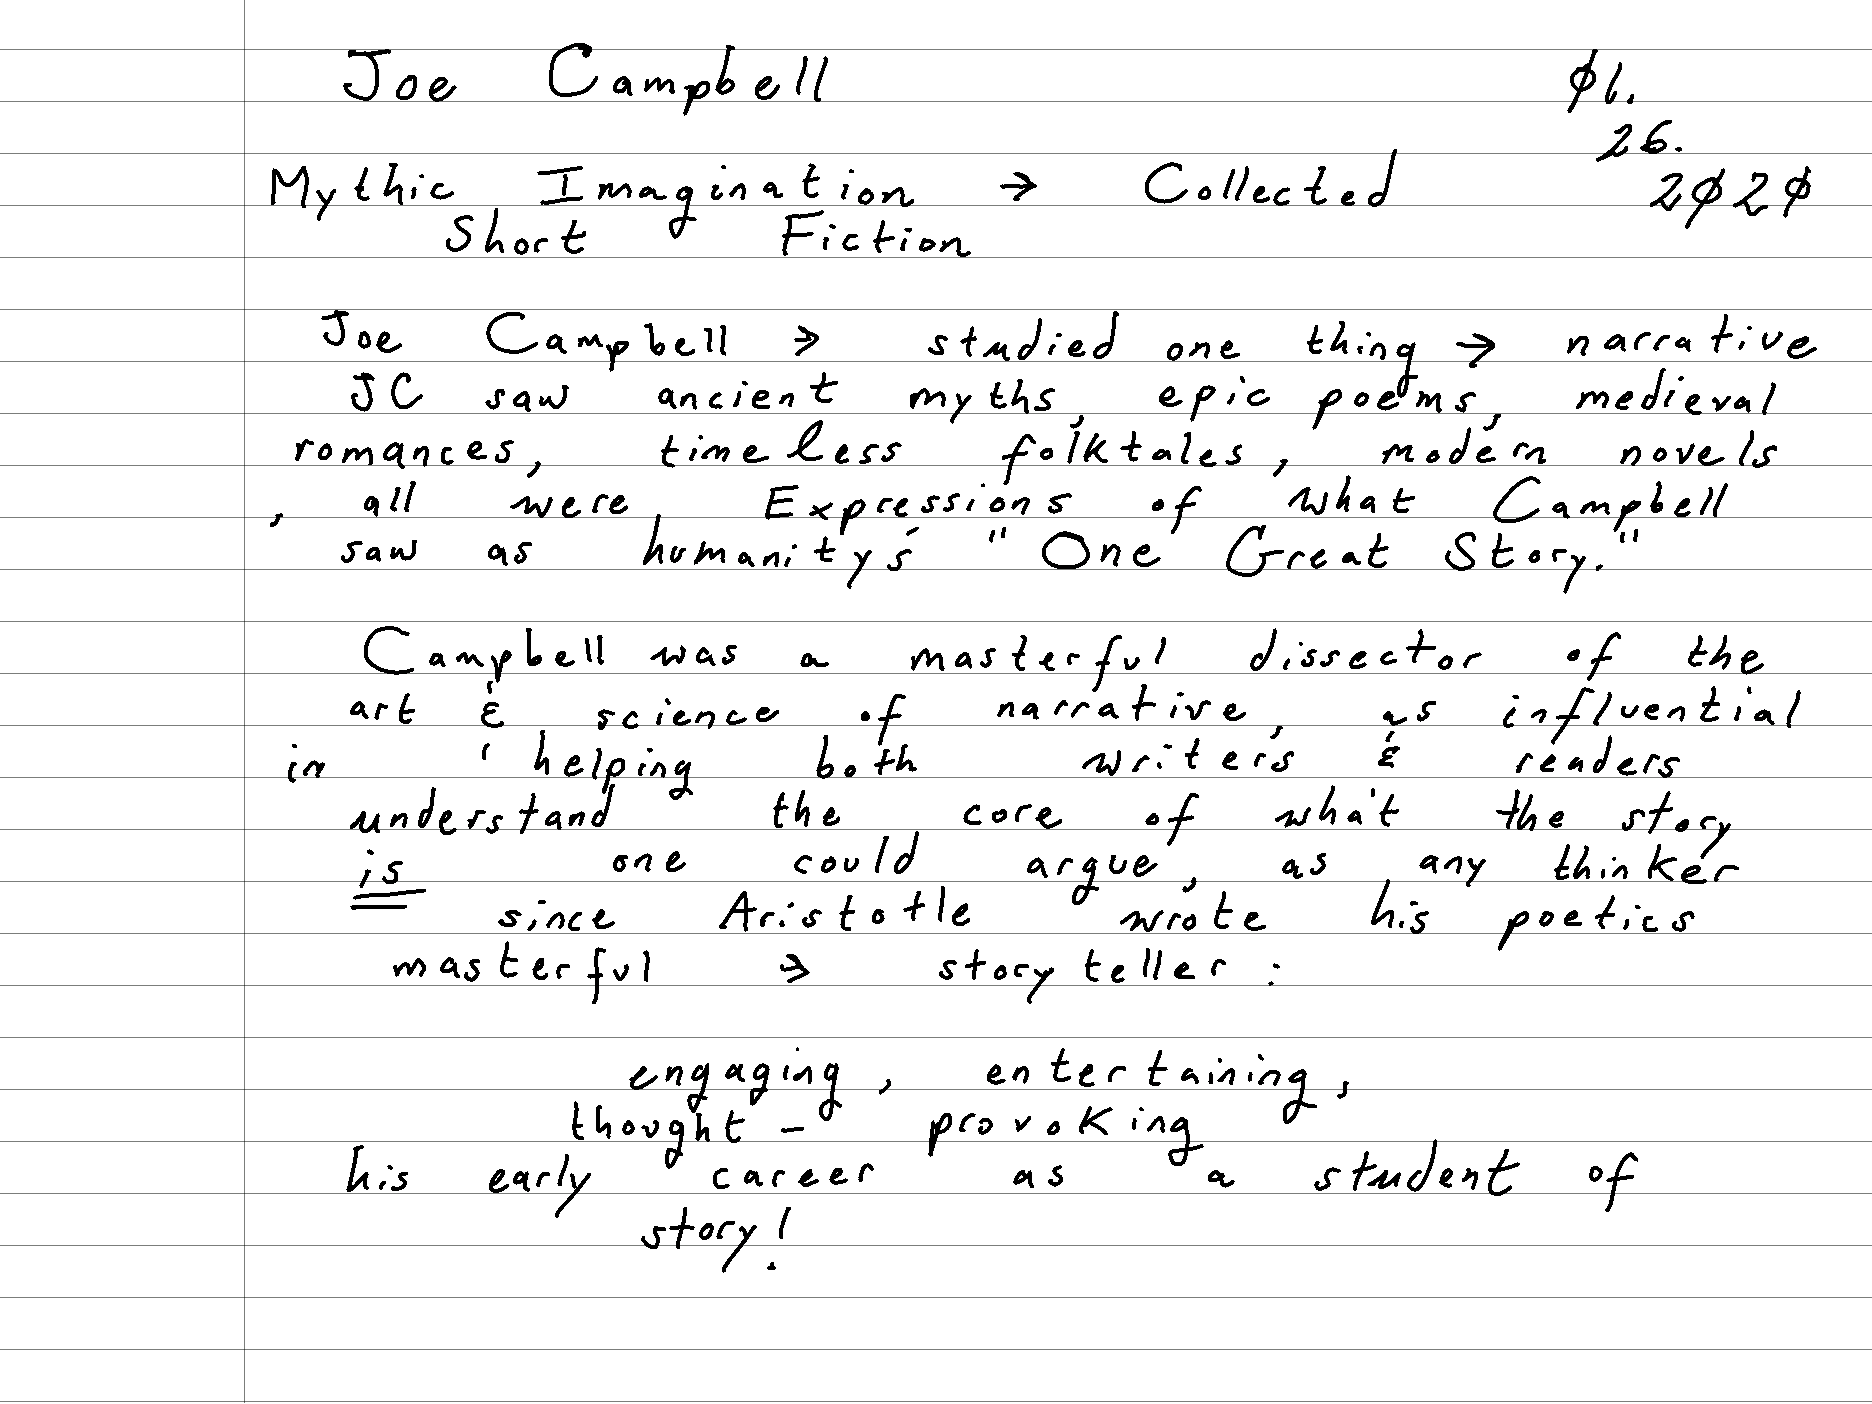 Joe Campbell
Ø1.
26.
2Ø2Ø
Mythic Imagination → Collected
Short Fiction
Joe Campbell → studied one thing → narrative
JC saw ancient myths, epic poems, medieval
romances, timeless folktales, modern novels
, all were, Expressions of what Campbell
saw as humanity's "One Great Story."
Campbell was a masterful dissector of the
art & science of narrative, as influential
in helping both writers & readers
understand the core of what the story
is one could argue, as any thinker
since Aristotle wrote his poetics
masterful → story teller:
engaging, entertaining,
thought - provoking
his early career as a student of
story!